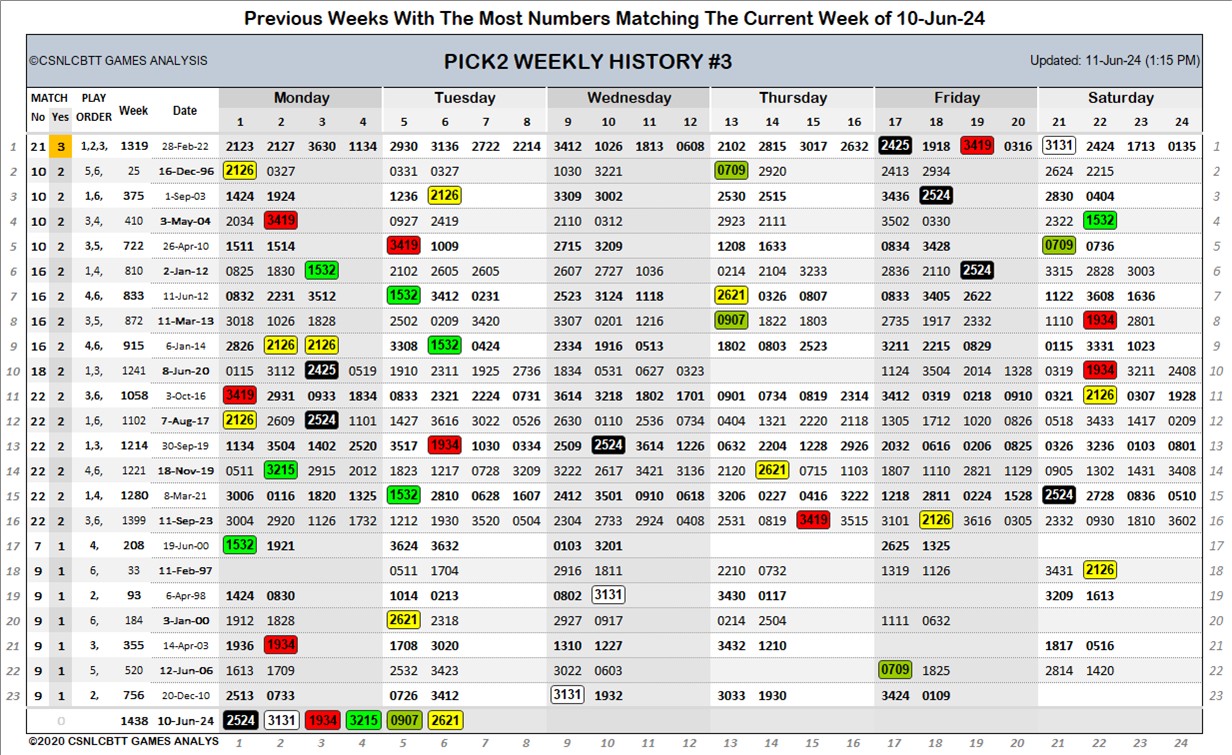 Previous Weeks With The Most Numbers Matching The Current Week of 10-Jun-24
©CSNLCBTT GAMES ANALYSIS PICK2 WEEKLY HISTORY #3 Updated: 11-Jun-24 (1:15 PM)
MATCH PLAY Week Date Monday Tuesday Wednesday Thursday Friday Saturday
No Yes ORDER 1 2 3 4 5 6 7 8 9 10 11 12 13 14 15 16 17 18 19 20 21 22 23 24
1 21 3 1,2,3, 1319 28-Feb-22 2123 2127 3630 1134 2930 3136 2722 2214 3412 1026 1813 0608 2102 2815 3017 2632 2425 1918 3419 0316 3131 2424 1713 0135 1
2 10 2 5,6, 25 16-Dec-96 2126 0327 0331 0327 1030 3221 0709 2920 2413 2934 2624 2215 2
3 10 2 1,6, 375 1-Sep-03 1424 1924 1236 2126 3309 3002 2530 2515 3436 2524 2830 0404 3
4 10 2 3,4, 410 3-May-04 2034 3419 0927 2419 2110 0312 2923 2111 3502 0330 2322 1532 4
5 10 2 3,5, 722 26-Apr-10 1511 1514 3419 1009 2715 3209 1208 1633 0834 3428 0709 0736 5
6 16 2 1,4, 810 2-Jan-12 0825 1830 1532 2102 2605 2605 2607 2727 1036 0214 2104 3233 2836 2110 2524 3315 2828 3003 6
7 16 2 4,6, 833 11-Jun-12 0832 2231 3512 1532 3412 0231 2523 3124 1118 2621 0326 0807 0833 3405 2622 1122 3608 1636 7
8 16 2 3,5, 872 11-Mar-13 3018 1026 1828 2502 0209 3420 3307 0201 1216 0907 1822 1803 2735 1917 2332 1110 1934 2801 8
9 16 2 4,6, 915 6-Jan-14 2826 2126 2126 3308 1532 0424 2334 1916 0513 1802 0803 2523 3211 2215 0829 0115 3331 1023 9
10 18 2 1,3, 1241 8-Jun-20 0115 3112 2425 0519 1910 2311 1925 2736 1834 0531 0627 0323 1124 3504 2014 1328 0319 1934 3211 2408 10
11 22 2 3,6, 1058 3-Oct-16 3419 2931 0933 1834 0835 2321 2224 0731 3614 3218 1802 1701 0901 0734 0819 2314 3412 0319 0218 0910 0321 2126 0307 1928 11
12 22 2 1,6, 1102 7-Aug-17 2126 2609 2524 1101 1427 3616 3022 0526 2630 0110 2536 0734 0404 1321 2220 2118 1305 1712 1020 0826 0518 3433 1417 0209 12
13 22 2 1,3, 1214 30-Sep-19 1134 3504 1402 2520 3517 1934 1030 0334 2509 2524 3614 1226 0632 2204 1228 2926 2032 0616 0206 0825 0326 3236 0103 0801 13
14 22 2 4,6, 1221 18-Nov-19 0511 3215 2915 2012 1823 1217 0728 3209 3222 2617 3421 3136 2120 2621 0715 1103 1807 1110 2121 1129 0905 1302 1431 3408 14
15 22 2 1,4, 1280 8-Mar-21 3006 0116 1820 1325 1532 2810 0628 1607 2412 3501 0910 0618 3206 0227 0416 3222 1218 2811 0224 1528 2524 2728 0836 0510 15
16 22 2 3,6, 1399 11-Sep-23 3004 2920 1126 1732 1212 1930 3520 0504 2304 2733 2924 0408 2531 0819 3419 3515 3101 2126 3616 0305 2332 0930 1810 3602 16
17 7 1 4, 208 19-Jun-00 1532 1921 3624 3632 0103 3201 2625 1325 17
18 9 1 6, 33 11-Feb-97 0511 1704 2916 1811 2210 0732 1319 1126 3431 2126 18
19 9 1 2, 93 6-Apr-98 1424 0830 1014 0213 0802 3131 3430 0117 3209 1613 19
20 9 1 6, 184 3-Jan-00 1912 1828 2621 2318 2927 0917 0214 2504 1111 0632 20
21 9 1 3, 355 14-Apr-03 1936 1934 1708 3020 1310 1227 3432 1210 1817 0516 21
22 9 1 5, 520 12-Jun-06 1613 1709 2532 3423 3022 0603 0709 1825 2814 1420 22
23 9 1 2, 756 20-Dec-10 2513 0733 0726 3412 3131 1932 3033 1930 3424 0109 23
0 1438 10-Jun-24 2524 3131 1934 3215 0907 2621
©2020 CSNLCBTT GAMES ANALYS 1 2 3 4 5 6 7 8 9 10 11 12 13 14 15 16 17 18 19 20 21 22 23 24